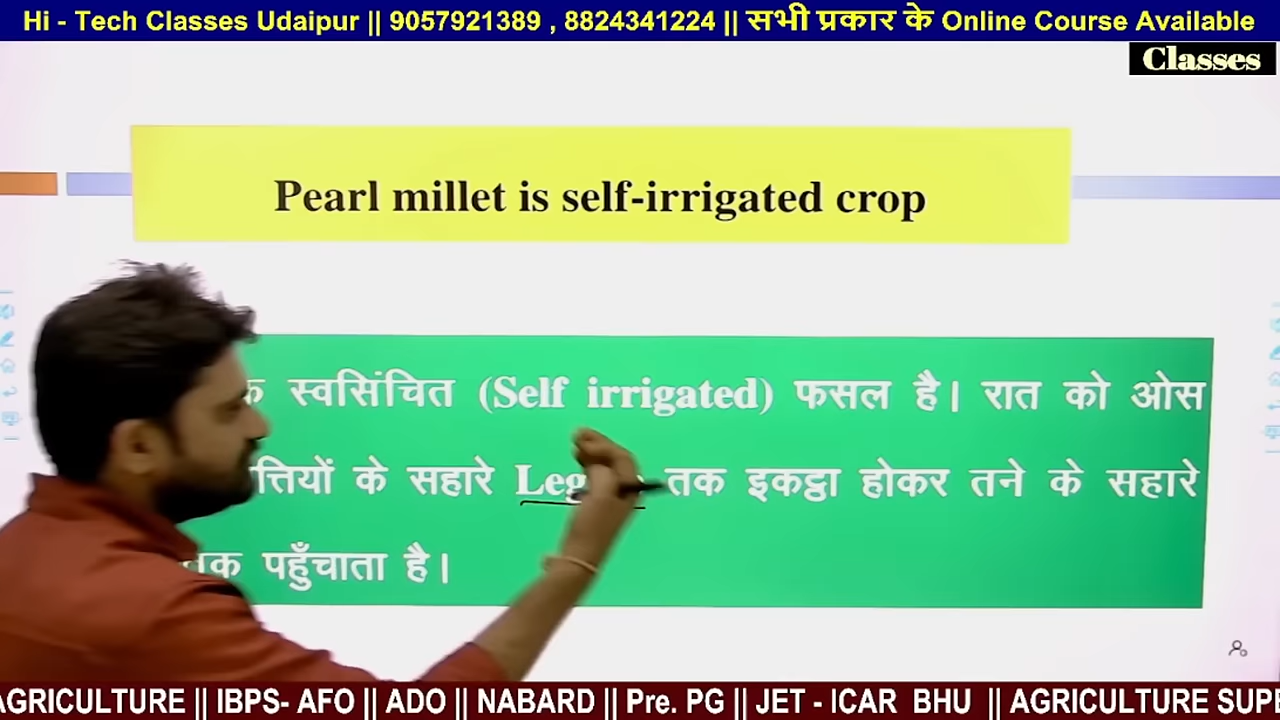 Hi - Tech Classes Udaipur || 9057921389 , 8824341224 || सभी प्रकार के Online Course Available
Classes
Pearl millet is self-irrigated crop
स्वसिंचित (Self irrigated) फसल है। रात को ओस
के सहारे तक इकट्ठा होकर तने के सहारे
तक पहुँचाता है।
AGRICULTURE || IBPS- AFO || ADO || NABARD || Pre. PG || JET - ICAR BHU || AGRICULTURE